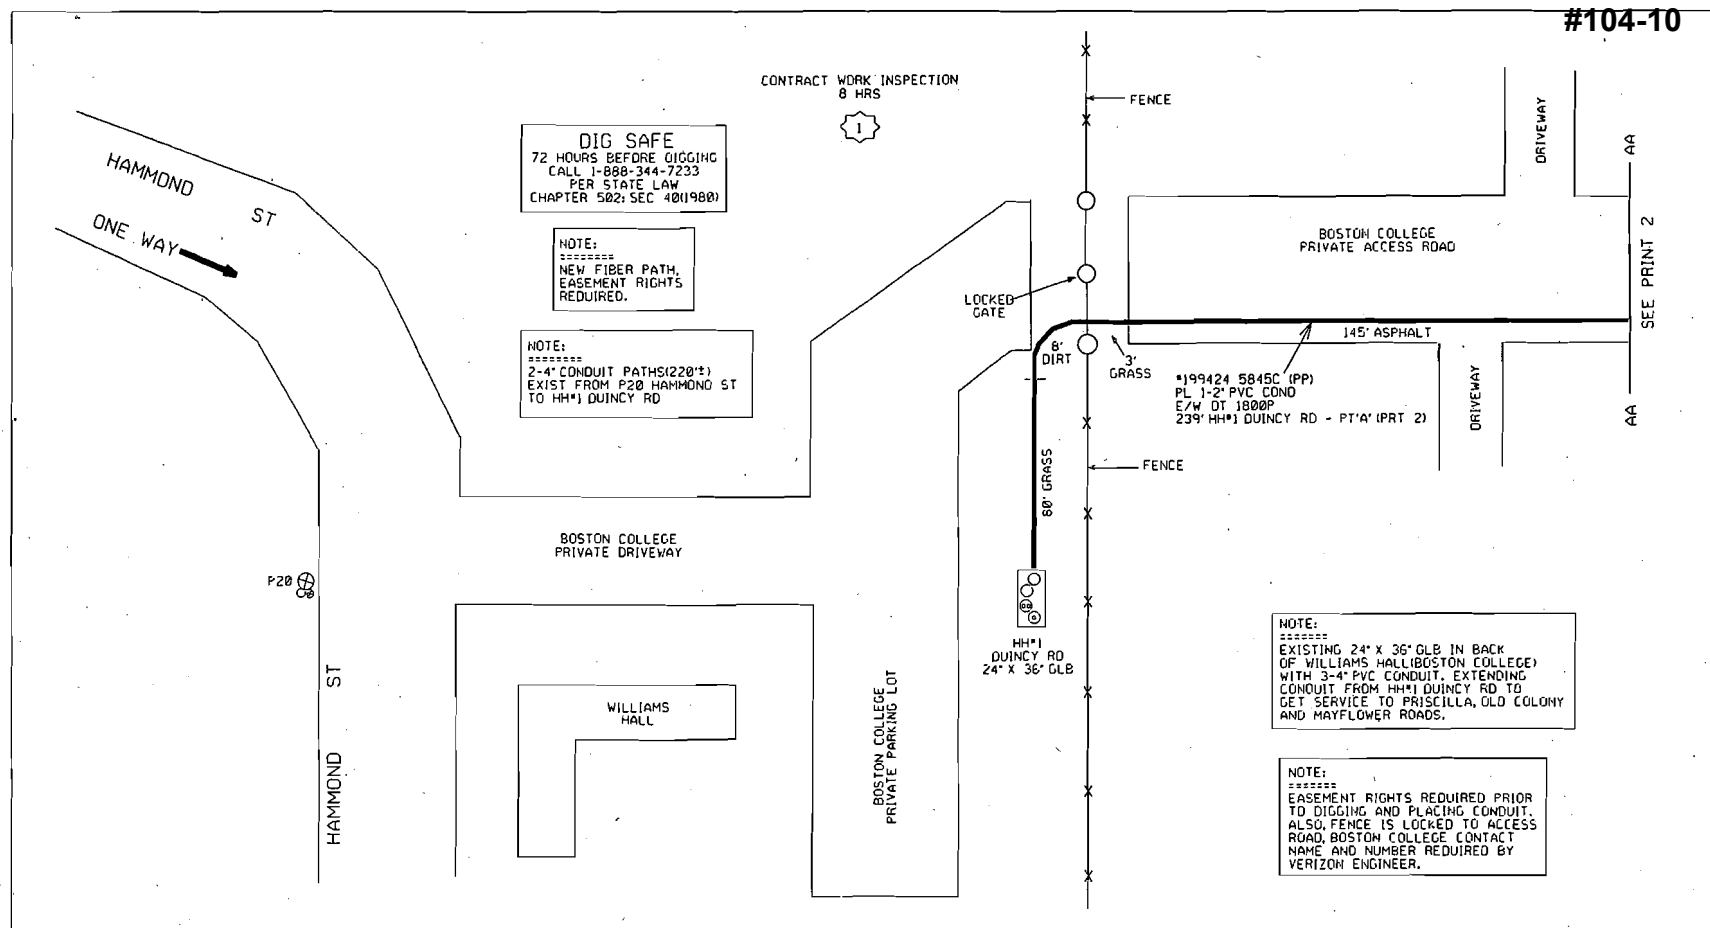 #104-10
CONTRACT WORK INSPECTION
8 HRS
1
FENCE
DRIVEWAY
AA
HAMMOND ST
ONE WAY
DIG SAFE
72 HOURS BEFORE DIGGING
CALL 1-888-344-7233
PER STATE LAW
CHAPTER 502: SEC 40(1980)
NOTE:
========
NEW FIBER PATH,
EASEMENT RIGHTS
REQUIRED.
NOTE:
========
2-4" CONDUIT PATHS(220'±)
EXIST FROM P20 HAMMOND ST
TO HH#1 QUINCY RD
LOCKED
GATE
BOSTON COLLEGE
PRIVATE ACCESS ROAD
SEE PRINT 2
145' ASPHALT
8'
DIRT
3'
GRASS
#199424 5845C (PP)
PL 1-2" PVC COND
E/W DT 1800P
239' HH#1 QUINCY RD - PT'A' (PRT 2)
DRIVEWAY
AA
FENCE
80' GRASS
BOSTON COLLEGE
PRIVATE DRIVEWAY
P20
HH#1
QUINCY RD
24" X 36" GLB
HAMMOND ST
WILLIAMS
HALL
BOSTON COLLEGE
PRIVATE PARKING LOT
NOTE:
=======
EXISTING 24" X 36" GLB IN BACK
OF WILLIAMS HALL(BOSTON COLLEGE)
WITH 3-4" PVC CONDUIT. EXTENDING
CONDUIT FROM HH#1 QUINCY RD TO
GET SERVICE TO PRISCILLA, OLD COLONY
AND MAYFLOWER ROADS.
NOTE:
=======
EASEMENT RIGHTS REQUIRED PRIOR
TO DIGGING AND PLACING CONDUIT.
ALSO, FENCE IS LOCKED TO ACCESS
ROAD, BOSTON COLLEGE CONTACT
NAME AND NUMBER REQUIRED BY
VERIZON ENGINEER.